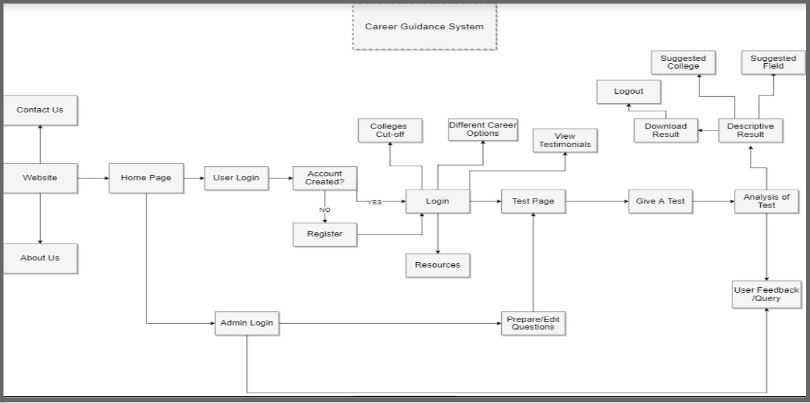 Career Guidance System
Suggested
College
Suggested
Field
Logout
Contact Us
Colleges
Cut-off
Different Career
Options
View
Testimonials
Download
Result
Descriptive
Result
Website
Home Page
User Login
Account
Created?
YES
Login
Test Page
Give A Test
Analysis of
Test
NO
Register
About Us
Resources
User Feedback
/Query
Admin Login
Prepare/Edit
Questions